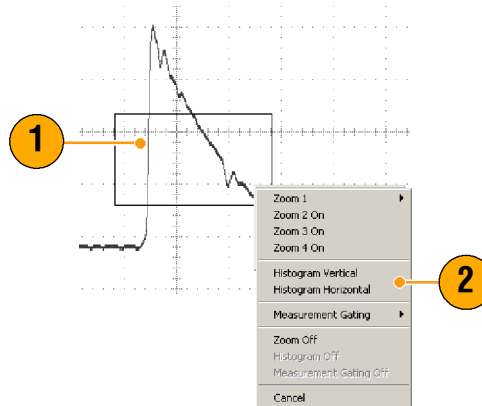 1
Zoom 1
Zoom 2 On
Zoom 3 On
Zoom 4 On
Histogram Vertical
Histogram Horizontal
2
Measurement Gating
Zoom Off
Histogram Off
Measurement Gating Off
Cancel